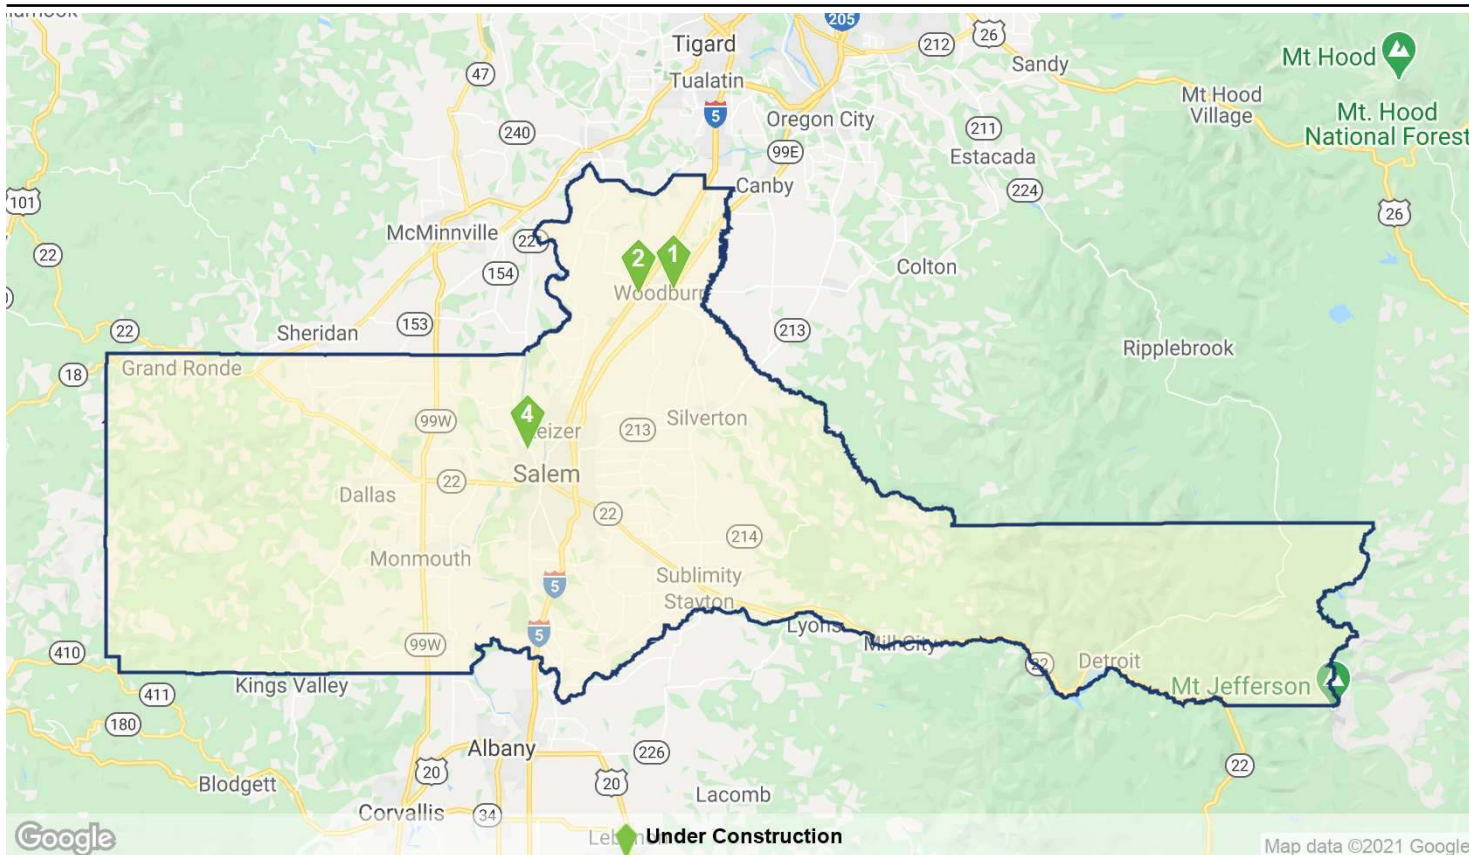 205
26
212
Tigard
Mt Hood
Sandy
47
Tualatin
Mt Hood
Village
5
Mt. Hood
National Forest
Oregon City
240
211
99E
Estacada
Canby
224
101
26
McMinnville
22
2
1
Colton
154
Woodburn
22
Sheridan
153
213
Ripplebrook
Grand Ronde
18
4
99W
eizer
213
Silverton
Salem
22
Dallas
22
214
Monmouth
5
Sublimity
Stayton
Lyons
5
99W
Mill City
410
22
Detroit
Kings Valley
Mt Jefferson
411
180
Albany
226
22
20
20
Blodgett
Lacomb
Corvallis
34
Google
Under Construction
Map data ©2021 Google